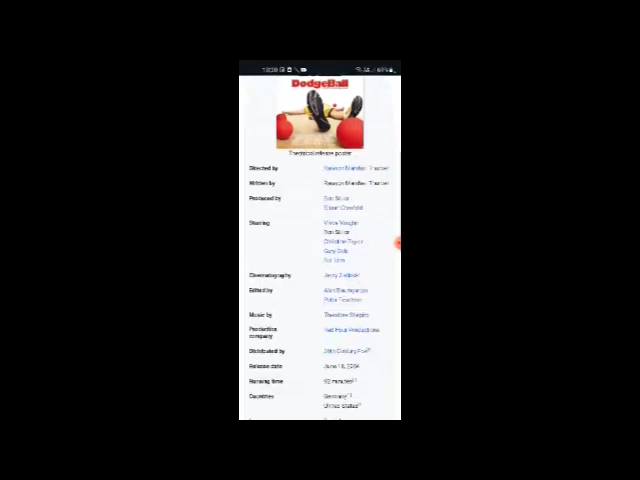 DodgeBall
Theatrical release poster
Directed by Rawson Marshall Thurber
Written by Rawson Marshall Thurber
Produced by Ben Stiller
Stuart Cornfeld
Starring Vince Vaughn
Ben Stiller
Christine Taylor
Gary Cole
Rip Torn
Cinematography Jerzy Zieliński
Edited by Alan Baumgarten
Peter Teschner
Music by Theodore Shapiro
Production
company
Red Hour Productions
Distributed by 20th Century Fox
Release date June 18, 2004
Running time 92 minutes
Countries Germany
United States